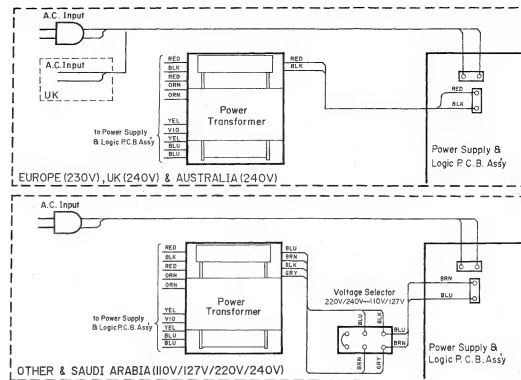 A.C. Input
A.C. Input
UK
RED
BLK
RED
ORN
ORN
YEL
VIO
YEL
BLU
BLU
to Power Supply
& Logic P.C.B. Ass'y
Power
Transformer
RED
BLK
RED
BLK
Power Supply &
Logic P.C.B. Ass'y
EUROPE (230V), UK (240V) & AUSTRALIA (240V)
A.C. Input
RED
BLK
RED
ORN
ORN
YEL
VIO
YEL
BLU
BLU
to Power Supply
& Logic P.C.B. Ass'y
Power
Transformer
BLU
BRN
BLK
GRY
Voltage Selector
220V/240V↔110V/127V
BLU
BLK
BLU
BRN
BRN
GRY
BRN
BLU
Power Supply &
Logic P.C.B. Ass'y
OTHER & SAUDI ARABIA (110V/127V/220V/240V)